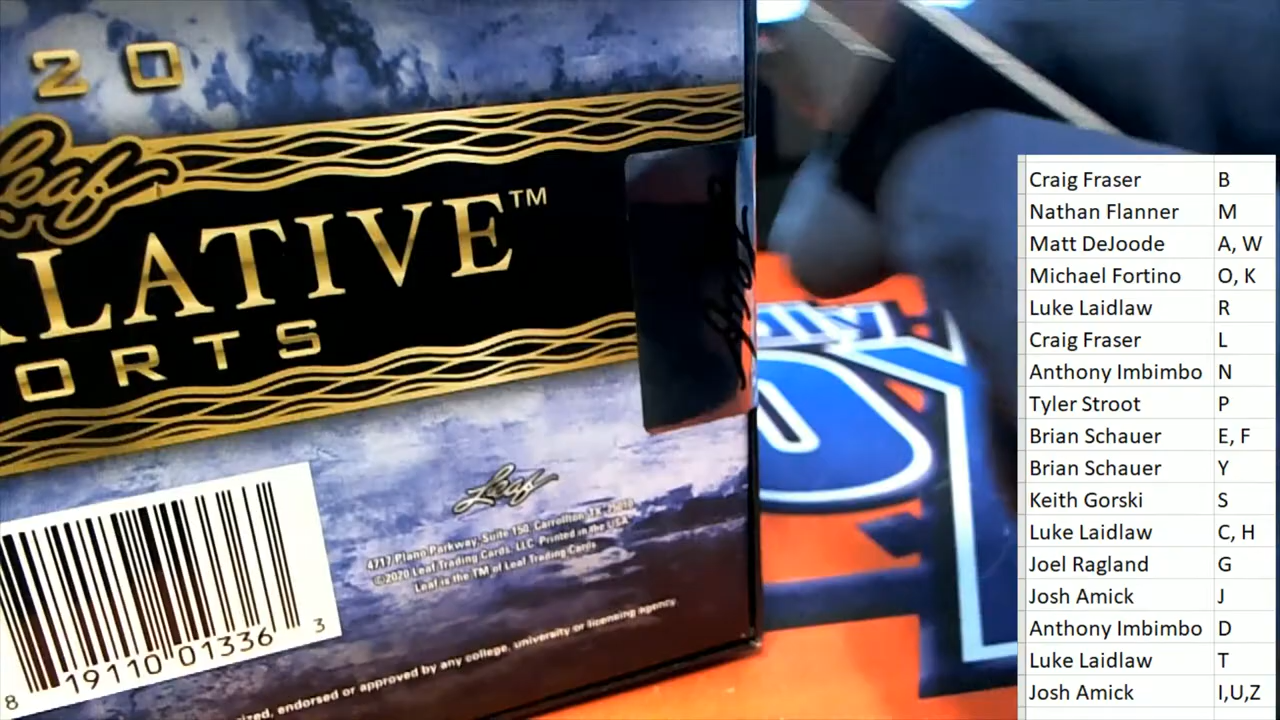 20
Leaf
LATIVE™
ORTS
Leaf
4717 Plano Parkway, Suite 150, Carrollton, TX, 75010
©2020 Leaf Trading Cards, LLC. Printed in the USA
Leaf is the TM of Leaf Trading Cards
endorsed or approved by any college, university or licensing agency.
8 19110 01336 3
Craig Fraser B
Nathan Flanner M
Matt DeJoode A, W
Michael Fortino O, K
Luke Laidlaw R
Craig Fraser L
Anthony Imbimbo N
Tyler Stroot P
Brian Schauer E, F
Brian Schauer Y
Keith Gorski S
Luke Laidlaw C, H
Joel Ragland G
Josh Amick J
Anthony Imbimbo D
Luke Laidlaw T
Josh Amick I,U,Z